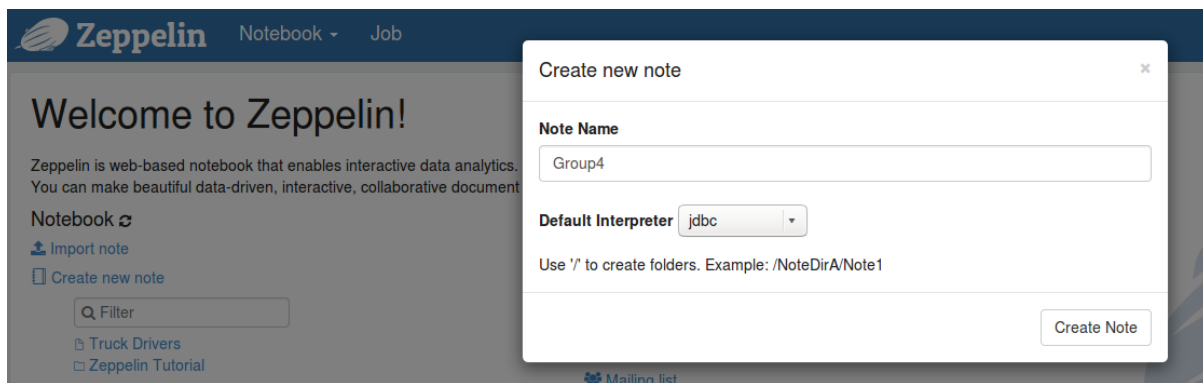 Zeppelin Notebook Job
Welcome to Zeppelin!
Zeppelin is web-based notebook that enables interactive data analytics.
You can make beautiful data-driven, interactive, collaborative document
Notebook
Import note
Create new note
Filter
Truck Drivers
Zeppelin Tutorial
Create new note
×
Note Name
Group4
Default Interpreter jdbc
Use '/' to create folders. Example: /NoteDirA/Note1
Create Note
Mailing list